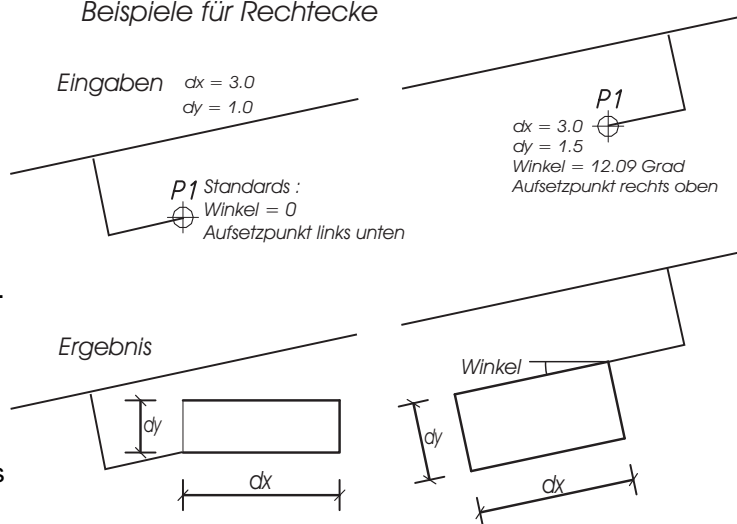 Beispiele für Rechtecke
Eingaben
dx = 3.0
dy = 1.0
P1
Standards :
Winkel = 0
Aufsetzpunkt links unten
P1
dx = 3.0
dy = 1.5
Winkel = 12.09 Grad
Aufsetzpunkt rechts oben
Ergebnis
dy
dx
Winkel
dy
dx
s